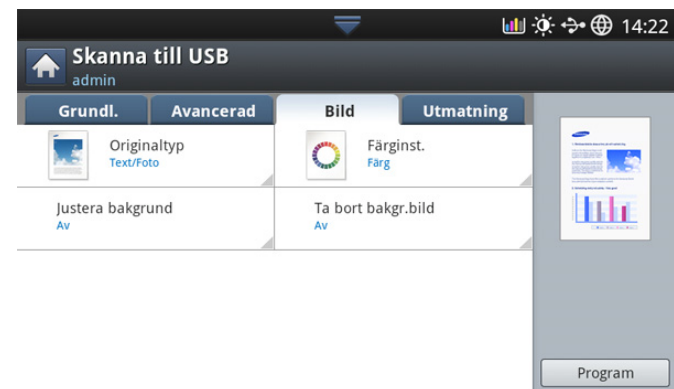 14:22
Skanna till USB
admin
Grundl.
Avancerad
Bild
Utmatning
Originaltyp
Text/Foto
Färginst.
Färg
Justera bakgrund
Av
Ta bort bakgr.bild
Av
Program